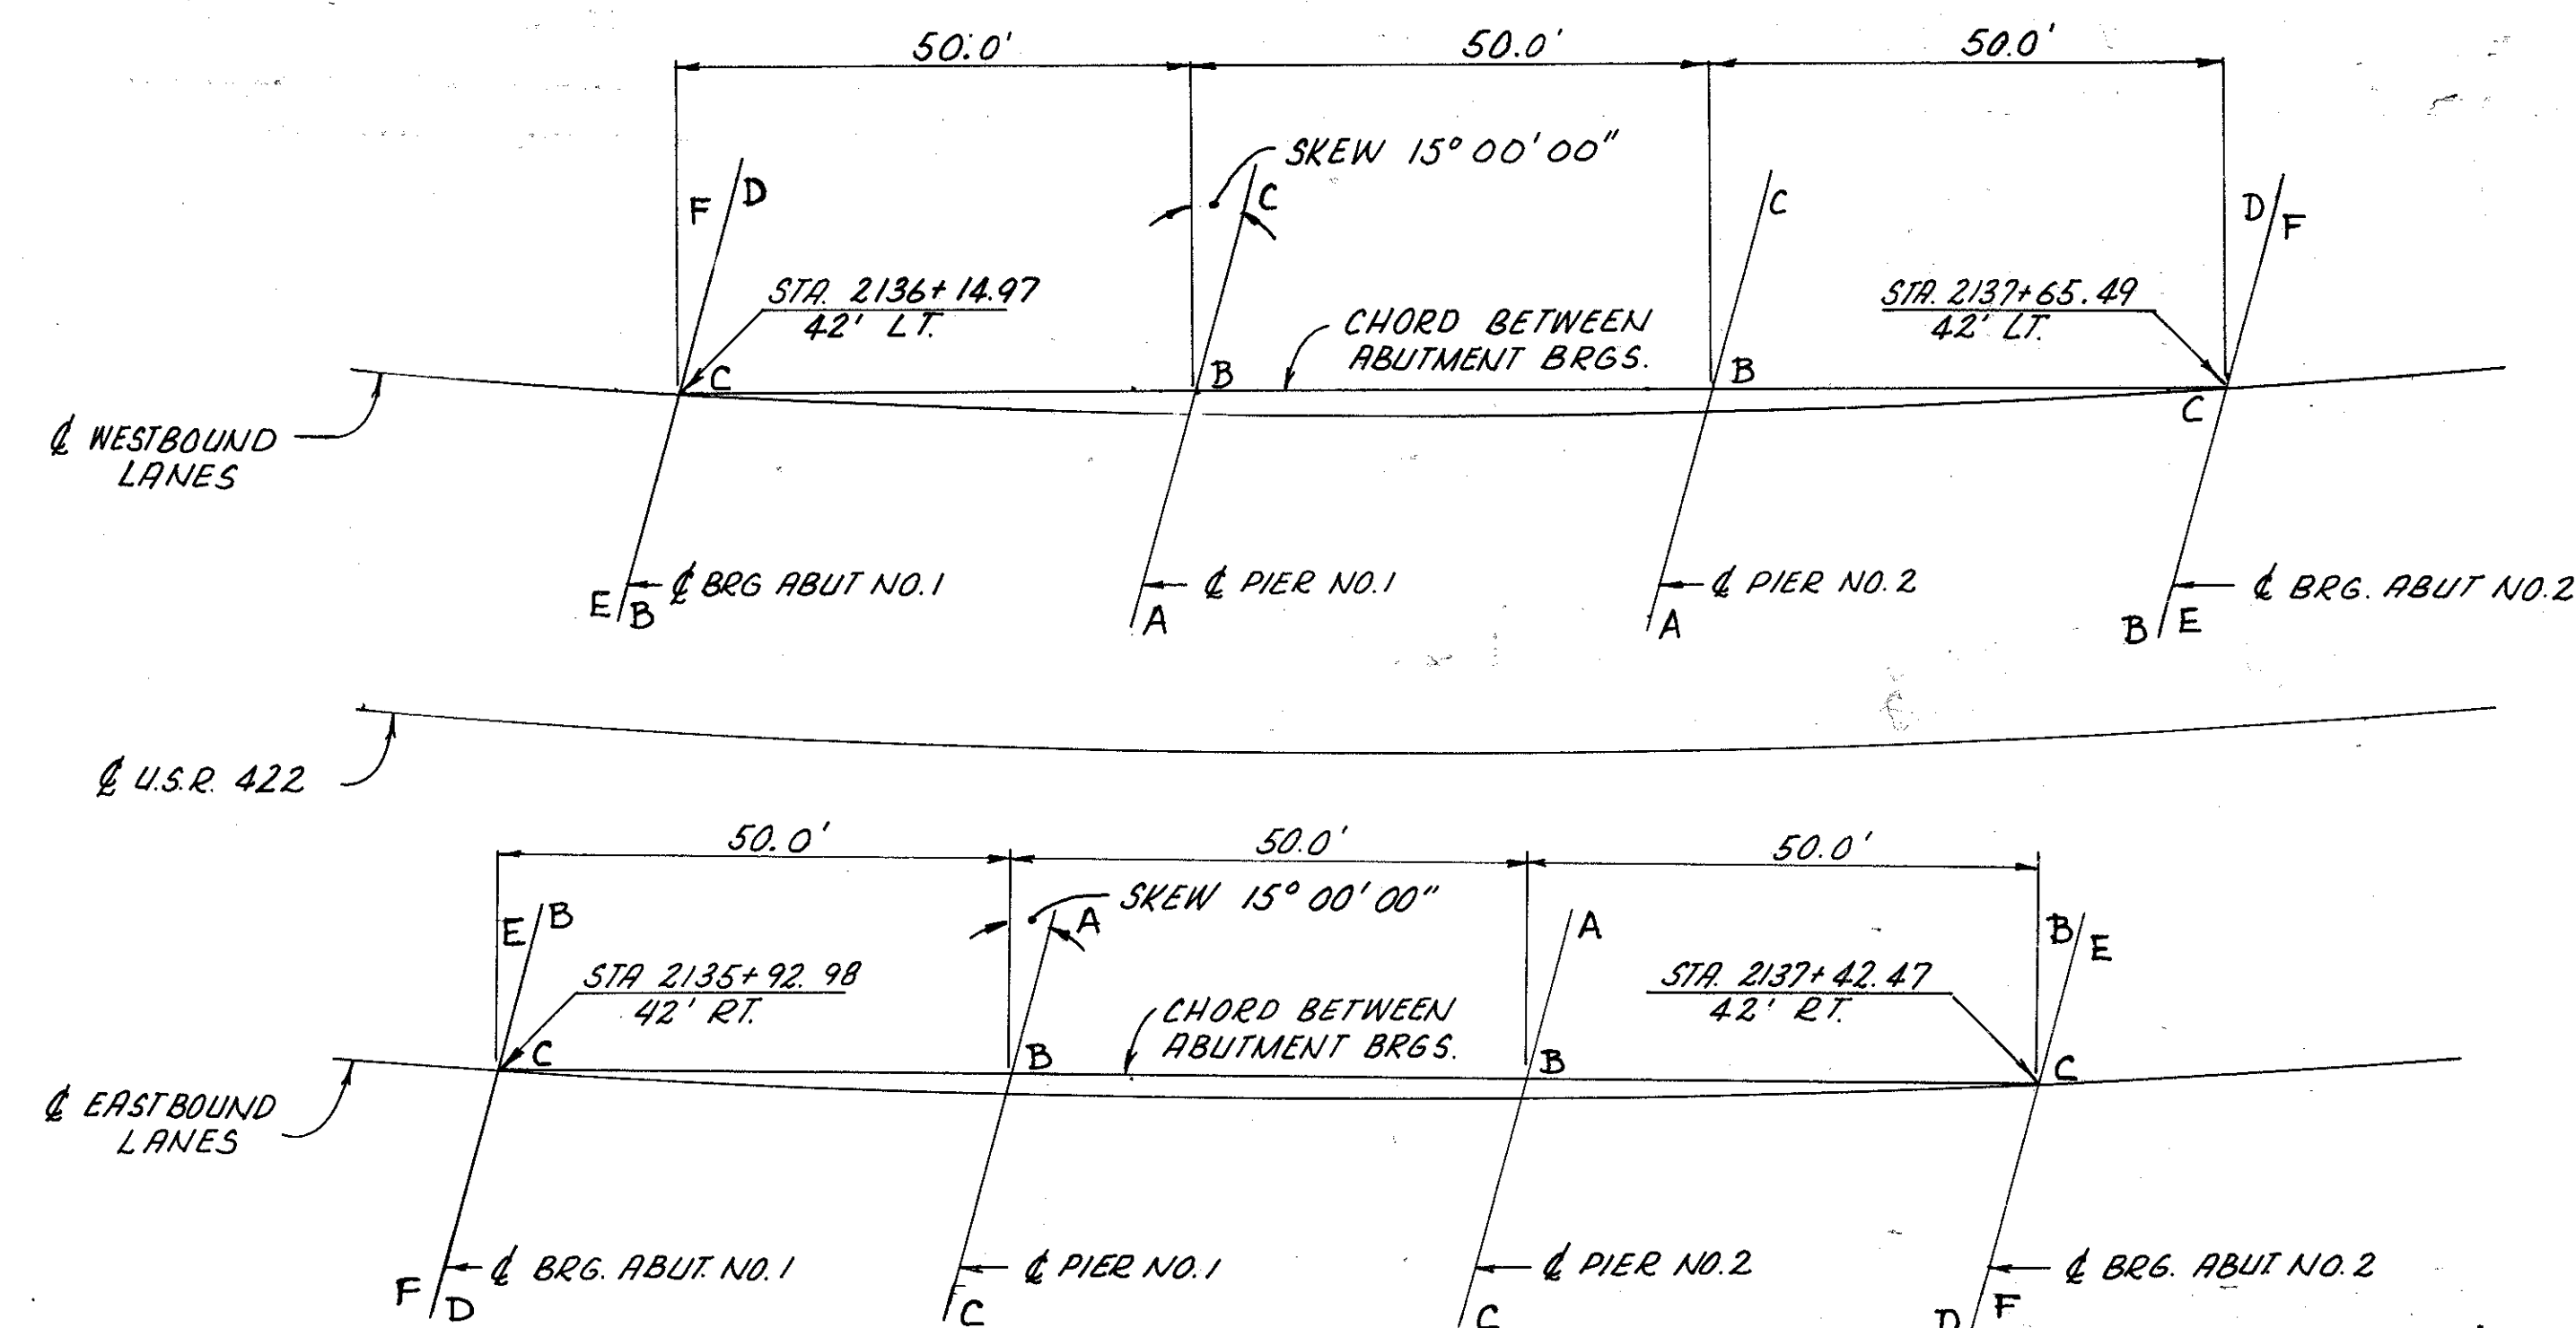 50.0'
50.0'
50.0'
SKEW 15° 00' 00"
F D
C
C
D F
STA. 2136+14.97
42' LT.
STA. 2137+65.49
42' LT.
CHORD BETWEEN
ABUTMENT BRGS.
C
B
B
C
℄ WESTBOUND
LANES
℄ BRG ABUT NO.1
℄ PIER NO.1
℄ PIER NO.2
℄ BRG. ABUT NO.2
E B
A
A
B E
℄ U.S.R. 422
50.0'
50.0'
50.0'
SKEW 15° 00' 00"
E B
A
A
B E
STA 2135+92.98
42' RT.
STA. 2137+42.47
42' RT.
CHORD BETWEEN
ABUTMENT BRGS.
C
B
B
C
℄ EASTBOUND
LANES
℄ BRG. ABUT. NO.1
℄ PIER NO.1
℄ PIER NO.2
℄ BRG. ABUT NO.2
F D
C
C
D F